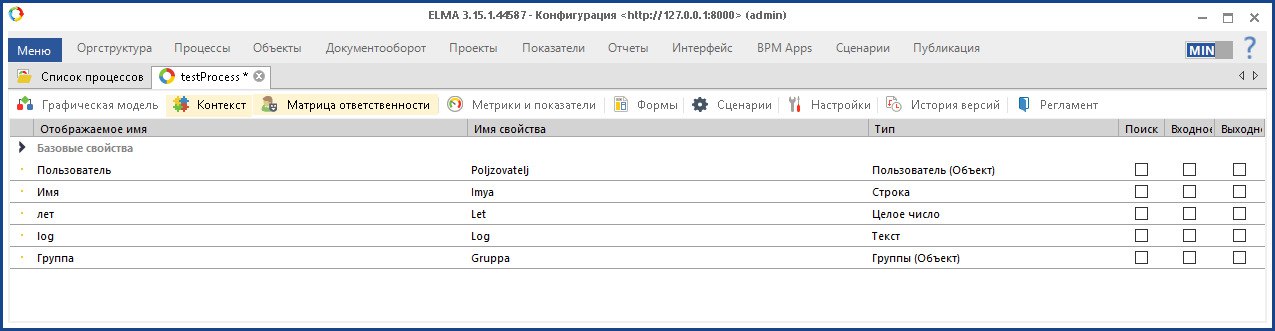 ELMA 3.15.1.44587 - Конфигурация <http://127.0.0.1:8000> (admin)
Меню Оргструктура Процессы Объекты Документооборот Проекты Показатели Отчеты Интерфейс BPM Apps Сценарии Публикация MIN ?
Список процессов testProcess *
Графическая модель Контекст Матрица ответственности Метрики и показатели Формы Сценарии Настройки История версий Регламент
Отображаемое имя Имя свойства Тип Поиск Входное Выходно
Базовые свойства
Пользователь Poljzovatelj Пользователь (Объект)
Имя Imya Строка
лет Let Целое число
log Log Текст
Группа Gruppa Группы (Объект)